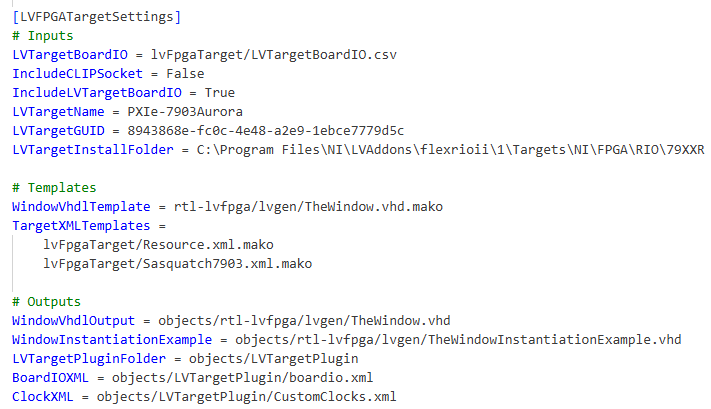 [LVFPGATargetSettings]
# Inputs
LVTargetBoardIO = lvFpgaTarget/LVTargetBoardIO.csv
IncludeCLIPSocket = False
IncludeLVTargetBoardIO = True
LVTargetName = PXIe-7903Aurora
LVTargetGUID = 8943868e-fc0c-4e48-a2e9-1ebce7779d5c
LVTargetInstallFolder = C:\Program Files\NI\LVAddons\flexrioii\1\Targets\NI\FPGA\RIO\79XXR
# Templates
WindowVhdlTemplate = rtl-lvfpga/lvgen/TheWindow.vhd.mako
TargetXMLTemplates =
lvFpgaTarget/Resource.xml.mako
lvFpgaTarget/Sasquatch7903.xml.mako
# Outputs
WindowVhdlOutput = objects/rtl-lvfpga/lvgen/TheWindow.vhd
WindowInstantiationExample = objects/rtl-lvfpga/lvgen/TheWindowInstantiationExample.vhd
LVTargetPluginFolder = objects/LVTargetPlugin
BoardIOXML = objects/LVTargetPlugin/boardio.xml
ClockXML = objects/LVTargetPlugin/CustomClocks.xml